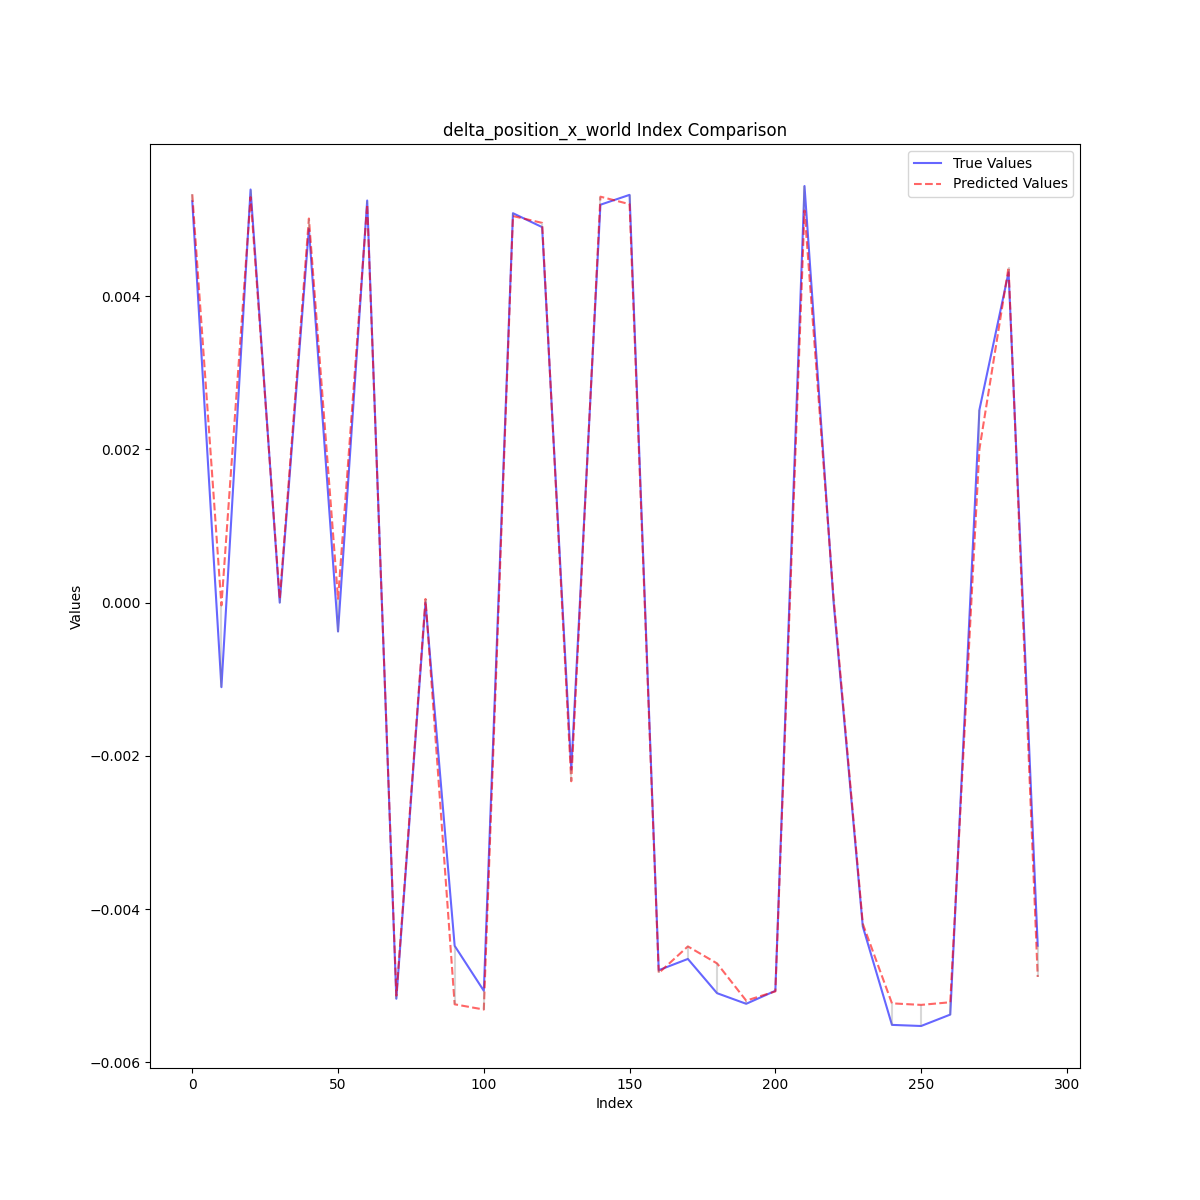 delta_position_x_world Index Comparison
True Values
Predicted Values
0.004
0.002
0.000
−0.002
−0.004
−0.006
Values
0 50 100 150 200 250 300
Index